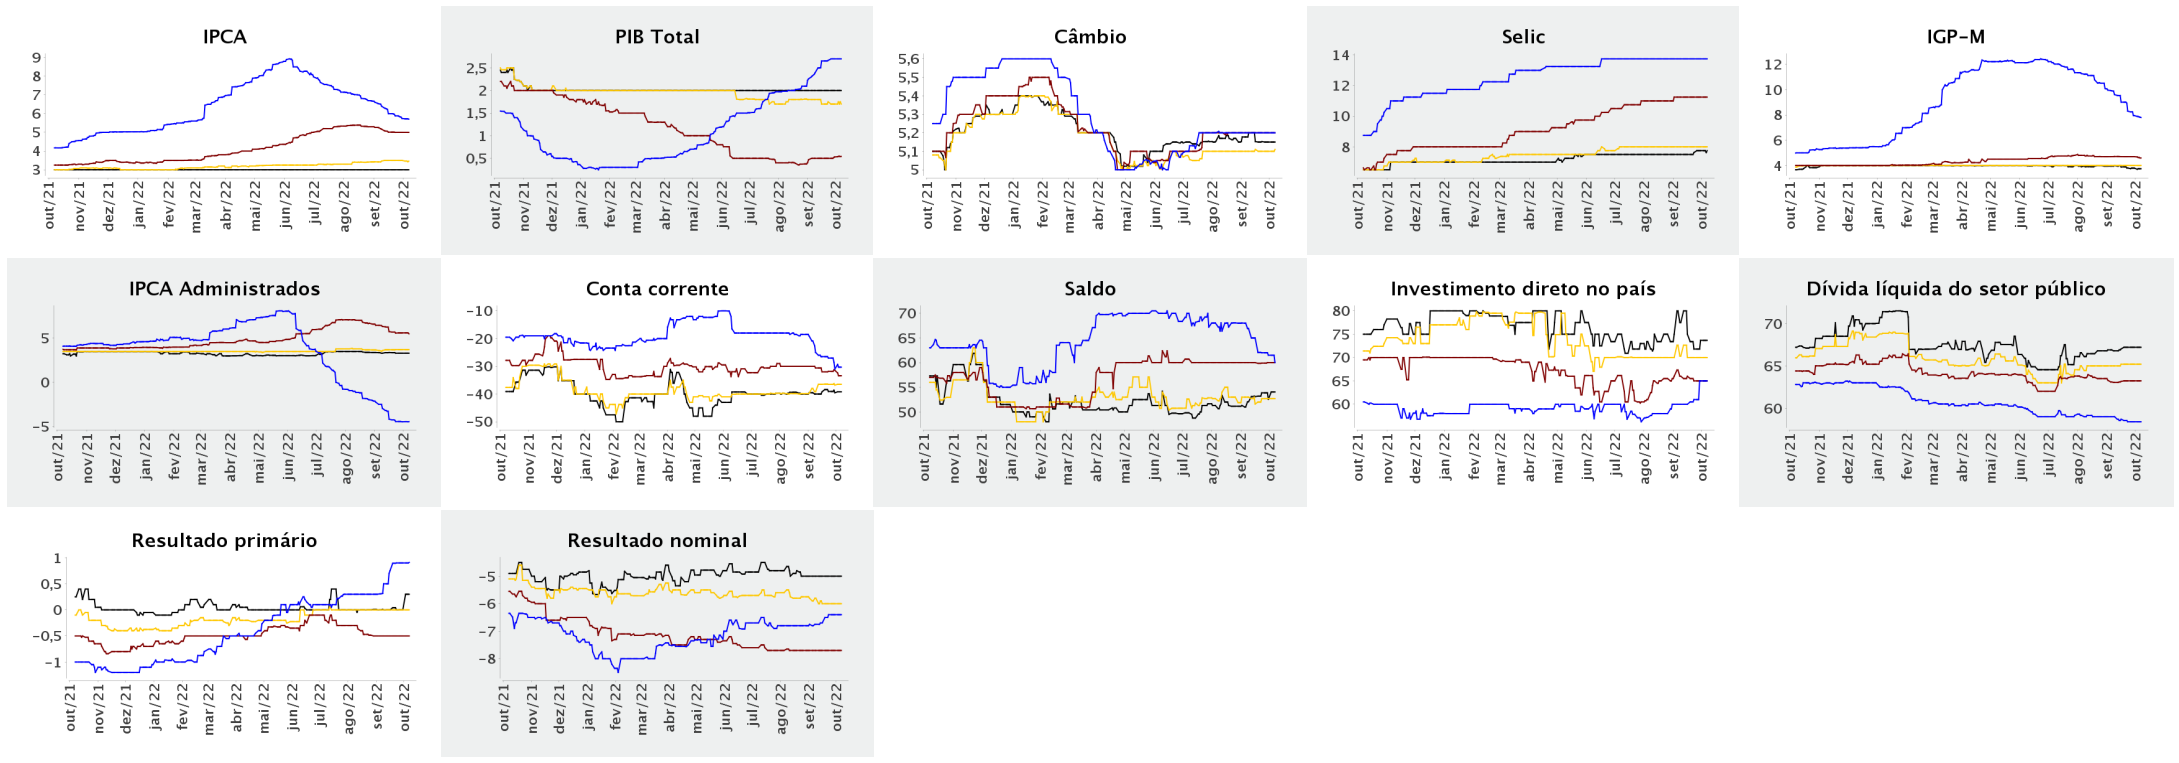 IPCA
9
8
7
6
5
4
3
out/21 nov/21 dez/21 jan/22 fev/22 mar/22 abr/22 mai/22 jun/22 jul/22 ago/22 set/22 out/22
PIB Total
2,5
2
1,5
1
0,5
out/21 nov/21 dez/21 jan/22 fev/22 mar/22 abr/22 mai/22 jun/22 jul/22 ago/22 set/22 out/22
Câmbio
5,6
5,5
5,4
5,3
5,2
5,1
5
out/21 nov/21 dez/21 jan/22 fev/22 mar/22 abr/22 mai/22 jun/22 jul/22 ago/22 set/22 out/22
Selic
14
12
10
8
out/21 nov/21 dez/21 jan/22 fev/22 mar/22 abr/22 mai/22 jun/22 jul/22 ago/22 set/22 out/22
IGP-M
12
10
8
6
4
out/21 nov/21 dez/21 jan/22 fev/22 mar/22 abr/22 mai/22 jun/22 jul/22 ago/22 set/22 out/22
IPCA Administrados
5
0
-5
out/21 nov/21 dez/21 jan/22 fev/22 mar/22 abr/22 mai/22 jun/22 jul/22 ago/22 set/22 out/22
Conta corrente
-10
-20
-30
-40
-50
out/21 nov/21 dez/21 jan/22 fev/22 mar/22 abr/22 mai/22 jun/22 jul/22 ago/22 set/22 out/22
Saldo
70
65
60
55
50
out/21 nov/21 dez/21 jan/22 fev/22 mar/22 abr/22 mai/22 jun/22 jul/22 ago/22 set/22 out/22
Investimento direto no país
80
75
70
65
60
out/21 nov/21 dez/21 jan/22 fev/22 mar/22 abr/22 mai/22 jun/22 jul/22 ago/22 set/22 out/22
Dívida líquida do setor público
70
65
60
out/21 nov/21 dez/21 jan/22 fev/22 mar/22 abr/22 mai/22 jun/22 jul/22 ago/22 set/22 out/22
Resultado primário
1
0,5
0
-0,5
-1
out/21 nov/21 dez/21 jan/22 fev/22 mar/22 abr/22 mai/22 jun/22 jul/22 ago/22 set/22 out/22
Resultado nominal
-5
-6
-7
-8
out/21 nov/21 dez/21 jan/22 fev/22 mar/22 abr/22 mai/22 jun/22 jul/22 ago/22 set/22 out/22